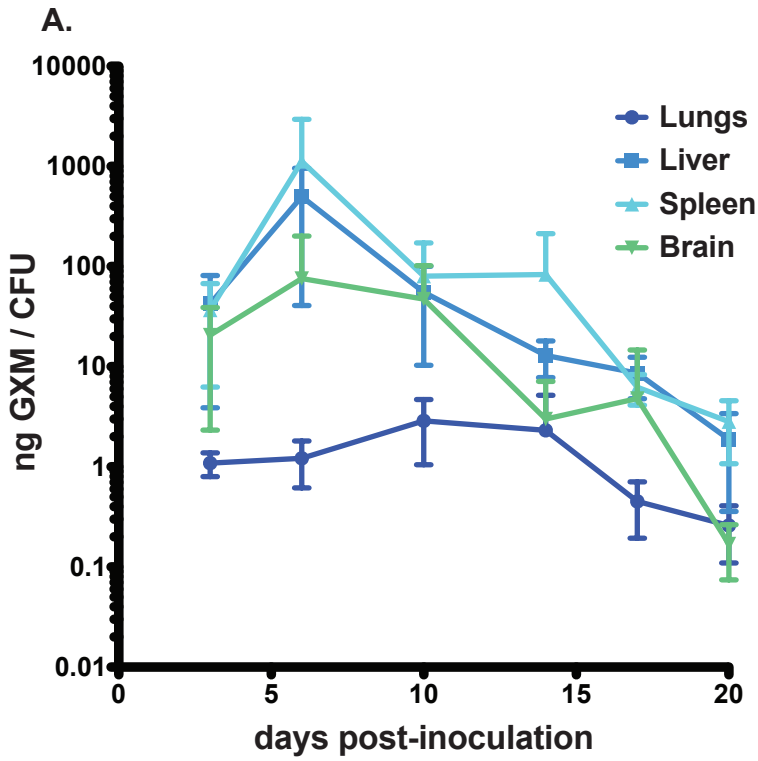 A.
10000
1000
100
10
1
0.1
0.01
ng GXM / CFU
Lungs
Liver
Spleen
Brain
0 5 10 15 20
days post-inoculation